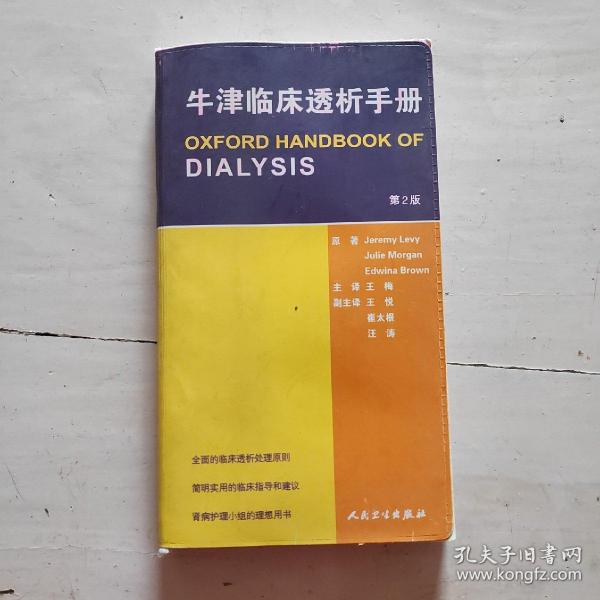 牛津临床透析手册
OXFORD HANDBOOK OF
DIALYSIS
第2版
原 著 Jeremy Levy
Julie Morgan
Edwina Brown
主 译 王 梅
副主译 王 悦
崔太根
汪 涛
全面的临床透析处理原则
简明实用的临床指导和建议
肾病护理小组的理想用书
人民卫生出版社
孔夫子旧书网
www.kongfz.com